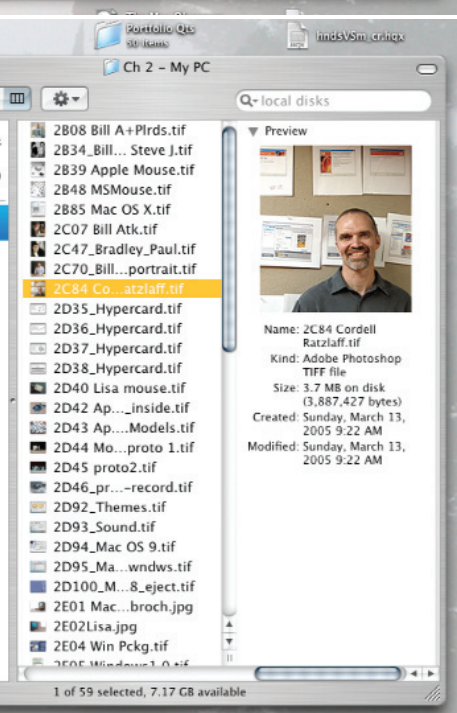 Portfolio Qts
50 items
hndsVSm_cr.hqx
Ch 2 – My PC
local disks
2B08 Bill A+Plrds.tif
2B34_Bill... Steve J.tif
2B39 Apple Mouse.tif
2B48 MSMouse.tif
2B85 Mac OS X.tif
2C07 Bill Atk.tif
2C47_Bradley_Paul.tif
2C70_Bill...portrait.tif
2C84 Co...atzlaff.tif
2D35_Hypercard.tif
2D36_Hypercard.tif
2D37_Hypercard.tif
2D38_Hypercard.tif
2D40 Lisa mouse.tif
2D42 Ap..._inside.tif
2D43 Ap....Models.tif
2D44 Mo...proto 1.tif
2D45 proto2.tif
2D46_pr...-record.tif
2D92_Themes.tif
2D93_Sound.tif
2D94_Mac OS 9.tif
2D95_Ma...wndws.tif
2D100_M...8_eject.tif
2E01 Mac...broch.jpg
2E02Lisa.jpg
2E04 Win Pckg.tif
2E05 Windows1.0.tif
Preview
Name: 2C84 Cordell
Ratzlaff.tif
Kind: Adobe Photoshop
TIFF file
Size: 3.7 MB on disk
(3,887,427 bytes)
Created: Sunday, March 13,
2005 9:22 AM
Modified: Sunday, March 13,
2005 9:22 AM
1 of 59 selected, 7.17 GB available